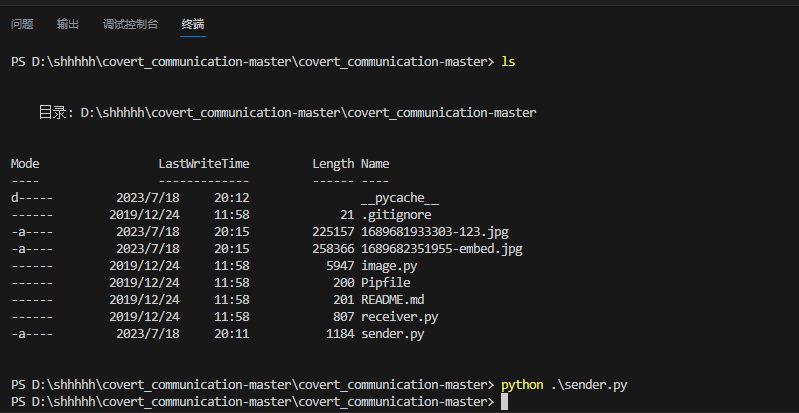 问题 输出 调试控制台 终端
PS D:\shhhhh\covert_communication-master\covert_communication-master> ls
目录: D:\shhhhh\covert_communication-master\covert_communication-master
Mode LastWriteTime Length Name
---- ------------- ------ ----
d----- 2023/7/18 20:12 __pycache__
------ 2019/12/24 11:58 21 .gitignore
-a---- 2023/7/18 20:15 225157 1689681933303-123.jpg
-a---- 2023/7/18 20:15 258366 1689682351955-embed.jpg
------ 2019/12/24 11:58 5947 image.py
------ 2019/12/24 11:58 200 Pipfile
------ 2019/12/24 11:58 201 README.md
------ 2019/12/24 11:58 807 receiver.py
-a---- 2023/7/18 20:11 1184 sender.py
PS D:\shhhhh\covert_communication-master\covert_communication-master> python .\sender.py
PS D:\shhhhh\covert_communication-master\covert_communication-master>